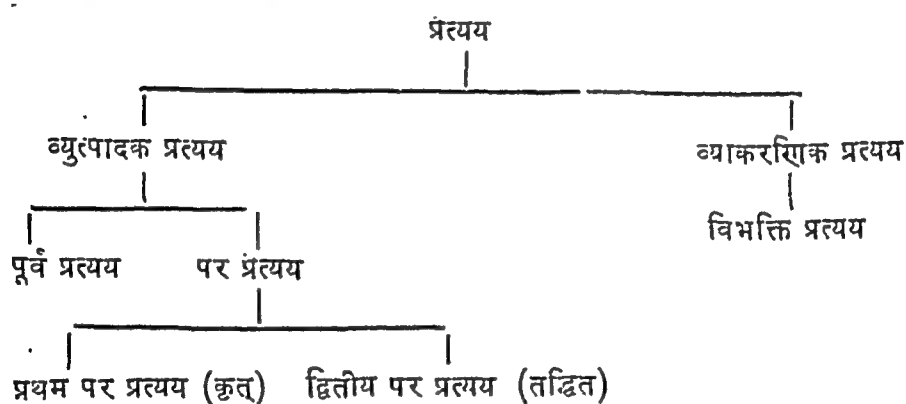 प्रत्यय
व्युत्पादक प्रत्यय व्याकरणिक प्रत्यय
विभक्ति प्रत्यय
पूर्व प्रत्यय पर प्रत्यय
प्रथम पर प्रत्यय (कृत्) द्वितीय पर प्रत्यय (तद्धित)